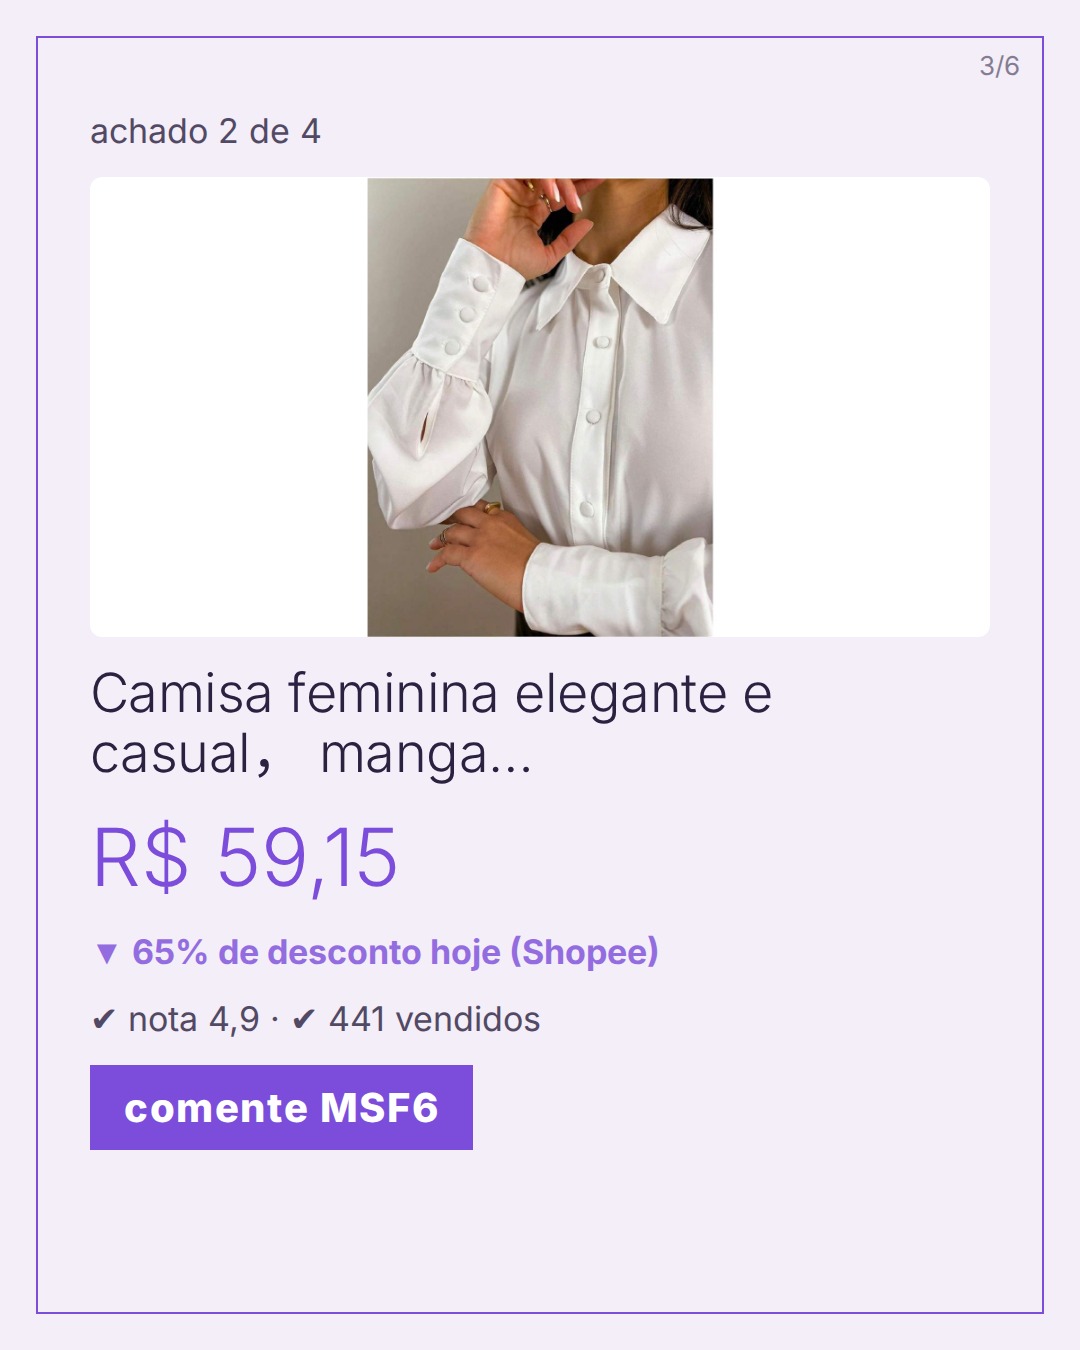 3/6
achado 2 de 4
Camisa feminina elegante e
casual， manga...
R$ 59,15
▼ 65% de desconto hoje (Shopee)
✔ nota 4,9 · ✔ 441 vendidos
comente MSF6